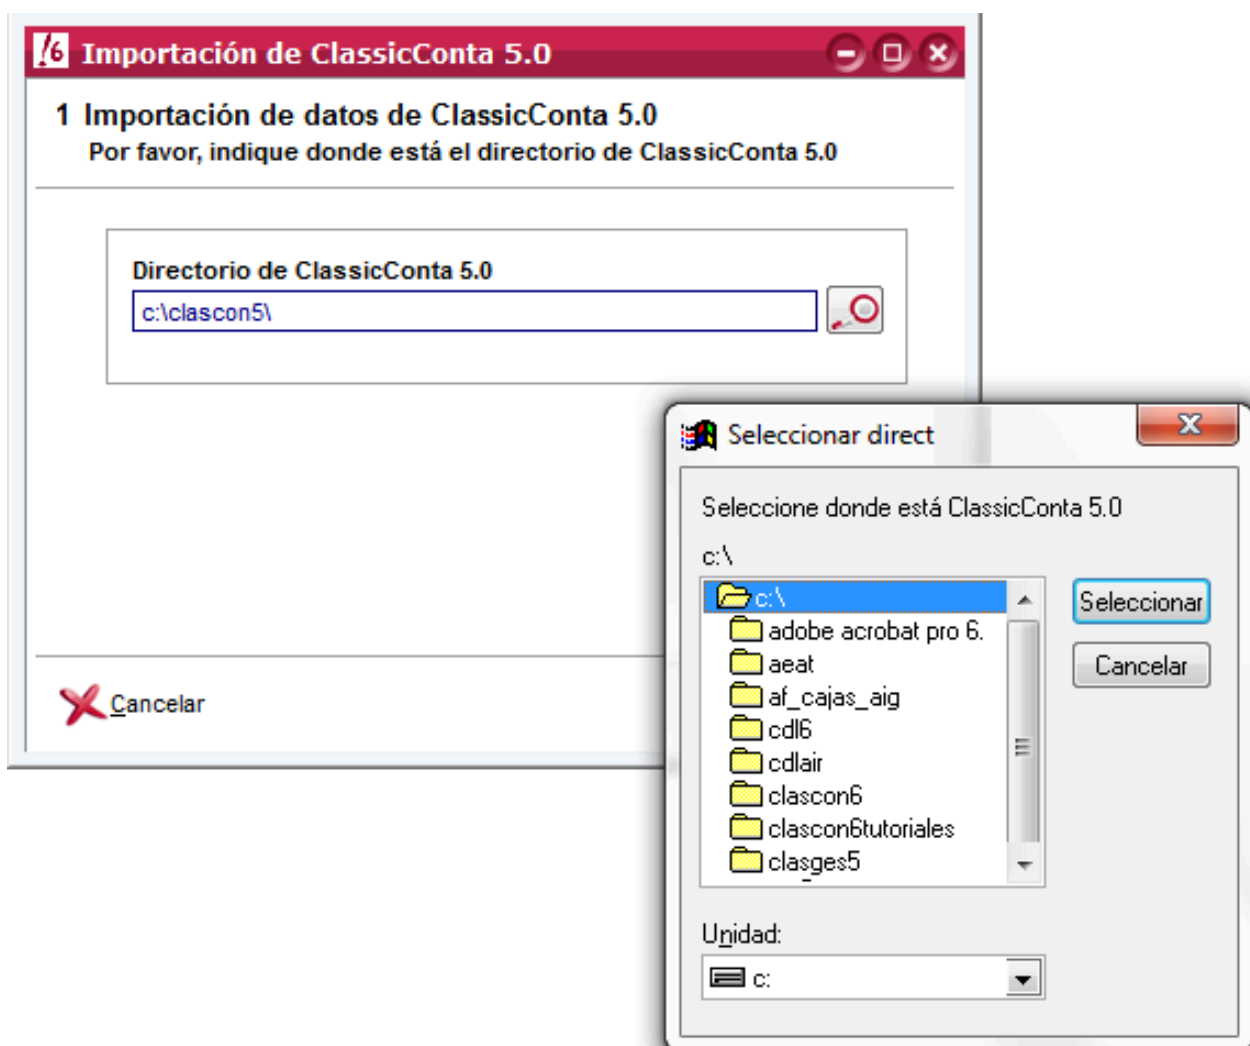 /6 Importación de ClassicConta 5.0
1 Importación de datos de ClassicConta 5.0
Por favor, indique donde está el directorio de ClassicConta 5.0
Directorio de ClassicConta 5.0
c:\clascon5\
Cancelar
Seleccionar direct
Seleccione donde está ClassicConta 5.0
c:\
c:\
adobe acrobat pro 6.
aeat
af_cajas_aig
cdl6
cdlair
clascon6
clascon6tutoriales
clasges5
Seleccionar
Cancelar
Unidad:
c: